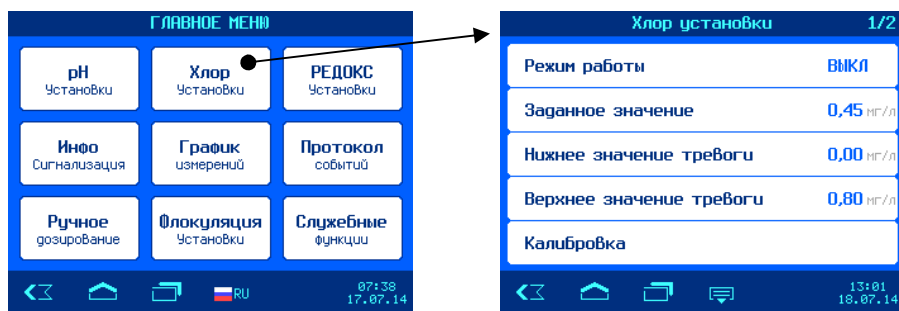 ГЛАВНОЕ МЕНЮ
pH
Установки
Хлор
Установки
РЕДОКС
Установки
Инфо
Сигнализация
График
измерений
Протокол
событий
Ручное
дозирование
Флокуляция
Установки
Служебные
функции
RU
07:38
17.07.14
Хлор установки 1/2
Режим работы ВЫКЛ
Заданное значение 0,45 мг/л
Нижнее значение тревоги 0,00 мг/л
Верхнее значение тревоги 0,80 мг/л
Калибровка
13:01
18.07.14